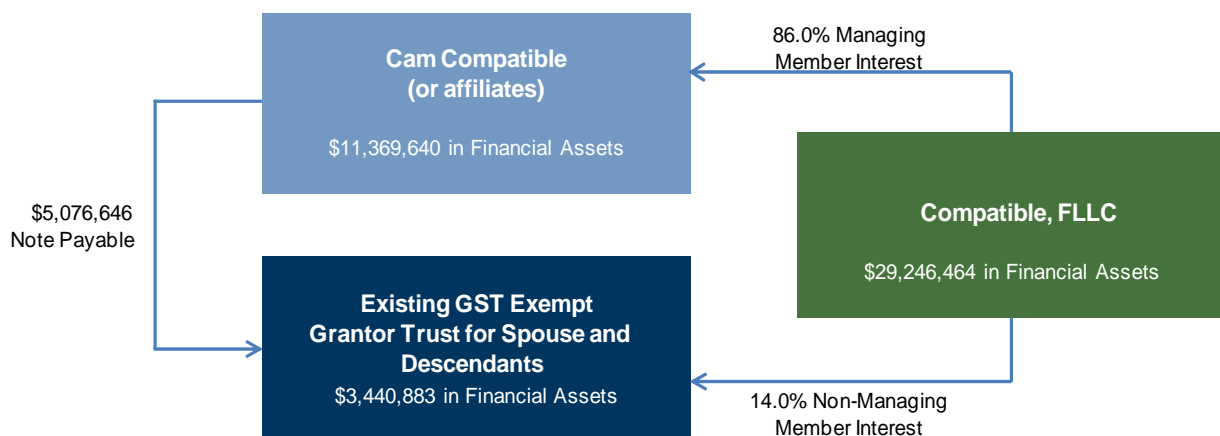 Cam Compatible
(or affiliates)
$11,369,640 in Financial Assets
86.0% Managing
Member Interest
$5,076,646
Note Payable
Compatible, FLLC
$29,246,464 in Financial Assets
Existing GST Exempt
Grantor Trust for Spouse and
Descendants
$3,440,883 in Financial Assets
14.0% Non-Managing
Member Interest